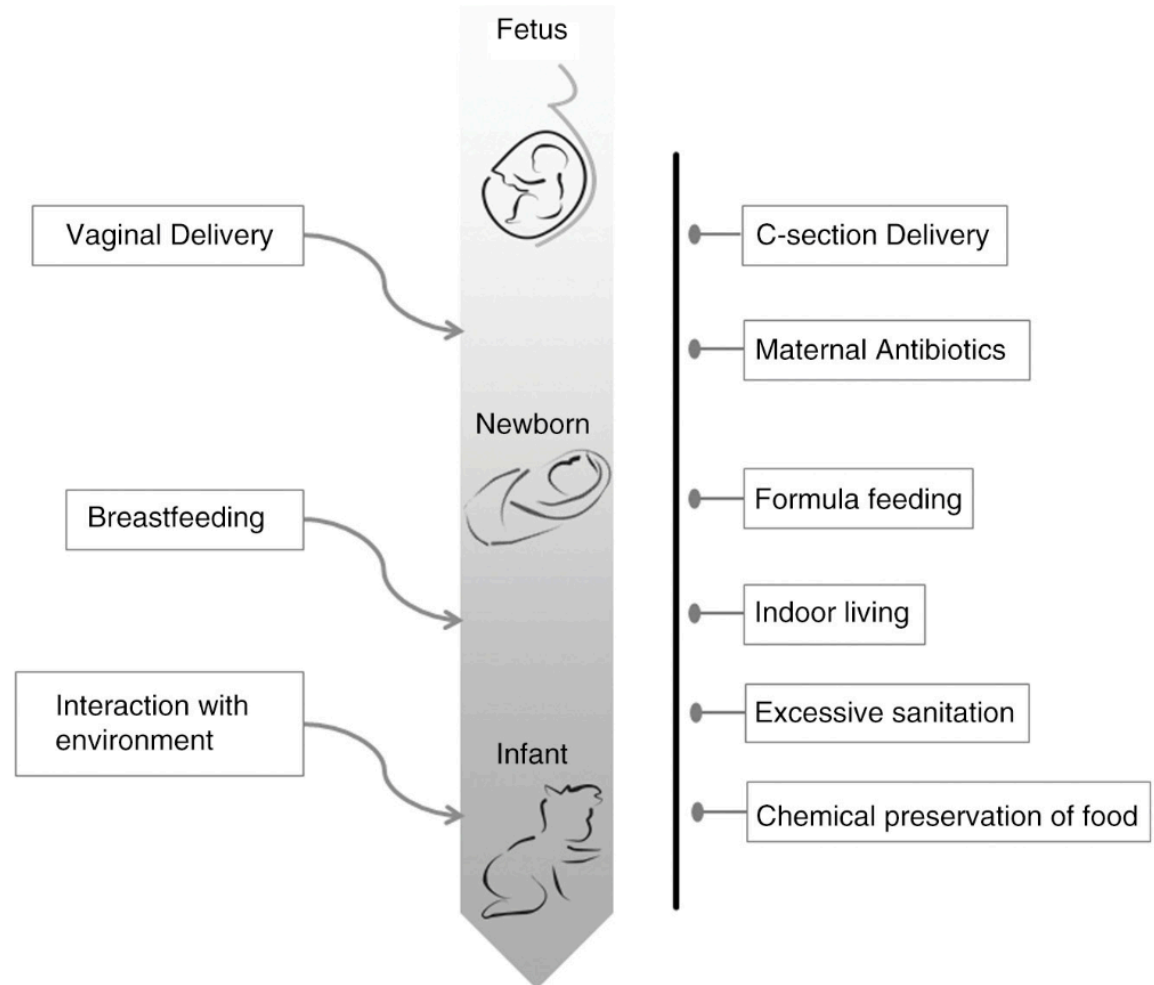 Fetus
Vaginal Delivery
C-section Delivery
Maternal Antibiotics
Newborn
Breastfeeding
Formula feeding
Indoor living
Interaction with
environment
Excessive sanitation
Infant
Chemical preservation of food